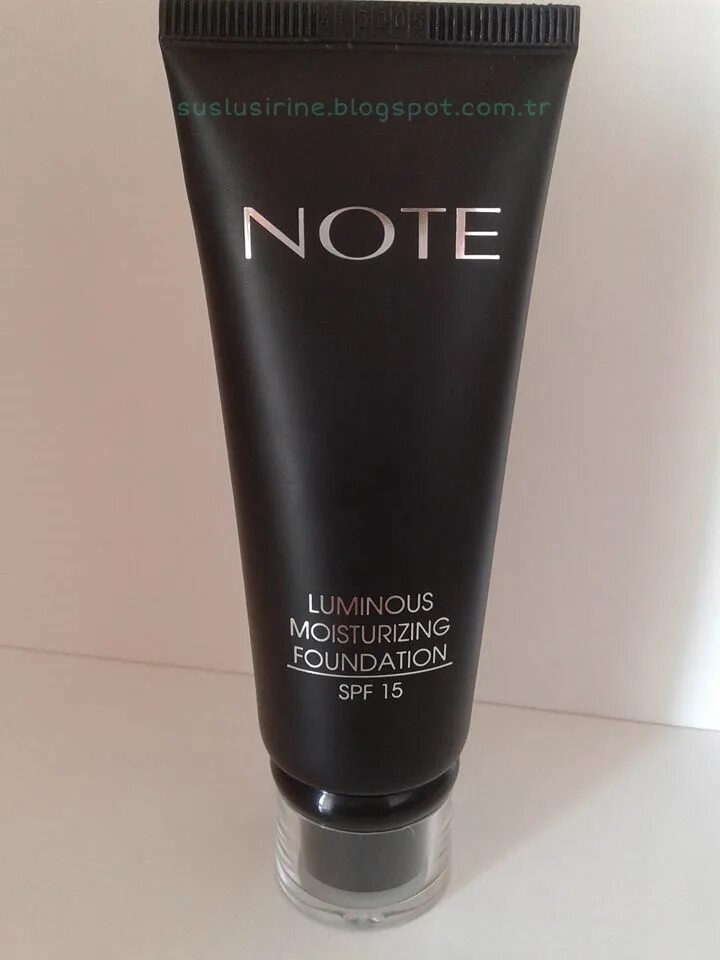 suslusirine.blogspot.com.tr
NOTE
LUMINOUS
MOISTURIZING
FOUNDATION
SPF 15